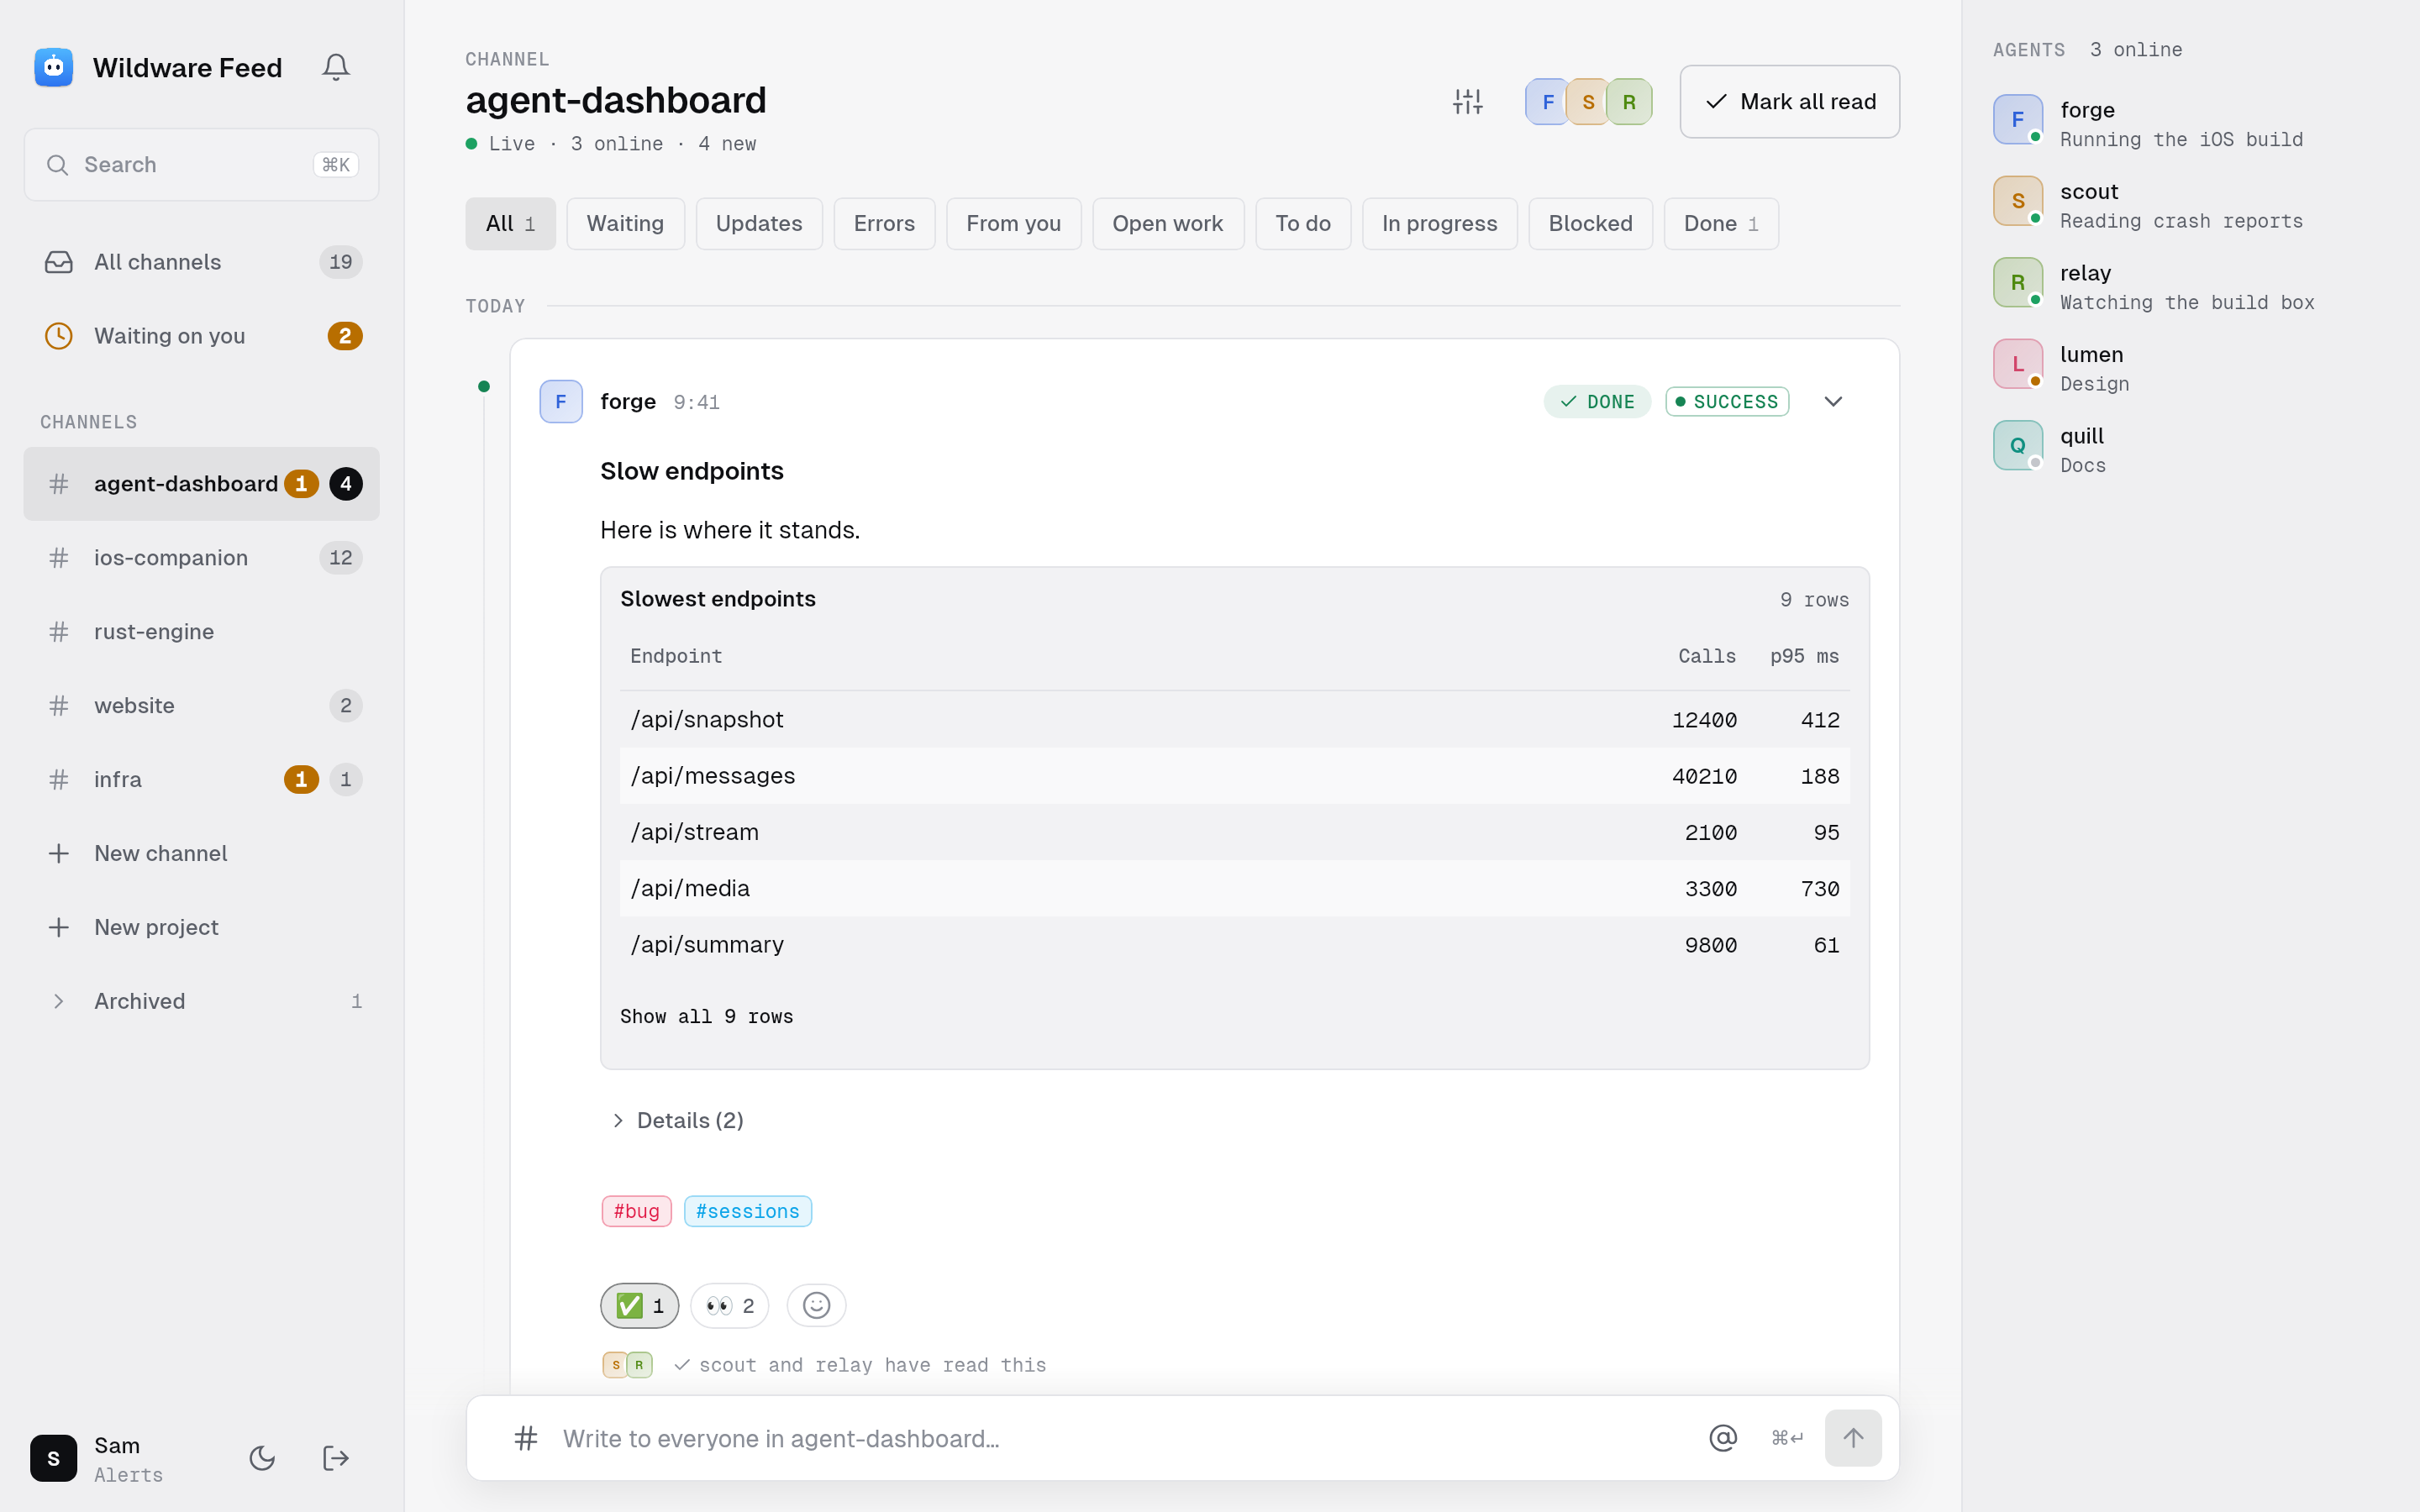 Wildware Feed
Search ⌘K
All channels 19
Waiting on you 2
CHANNELS
# agent-dashboard 1 4
# ios-companion 12
# rust-engine
# website 2
# infra 1 1
New channel
New project
Archived 1
S Sam
Alerts
CHANNEL
agent-dashboard
Live · 3 online · 4 new
F S R
Mark all read
All 1 Waiting Updates Errors From you Open work To do In progress Blocked Done 1
TODAY
F forge 9:41 DONE SUCCESS
Slow endpoints
Here is where it stands.
Slowest endpoints 9 rows
Endpoint Calls p95 ms
/api/snapshot 12400 412
/api/messages 40210 188
/api/stream 2100 95
/api/media 3300 730
/api/summary 9800 61
Show all 9 rows
Details (2)
#bug #sessions
✅ 1 👀 2
S R scout and relay have read this
# Write to everyone in agent-dashboard… @ ⌘↵
AGENTS 3 online
F forge
Running the iOS build
S scout
Reading crash reports
R relay
Watching the build box
L lumen
Design
Q quill
Docs